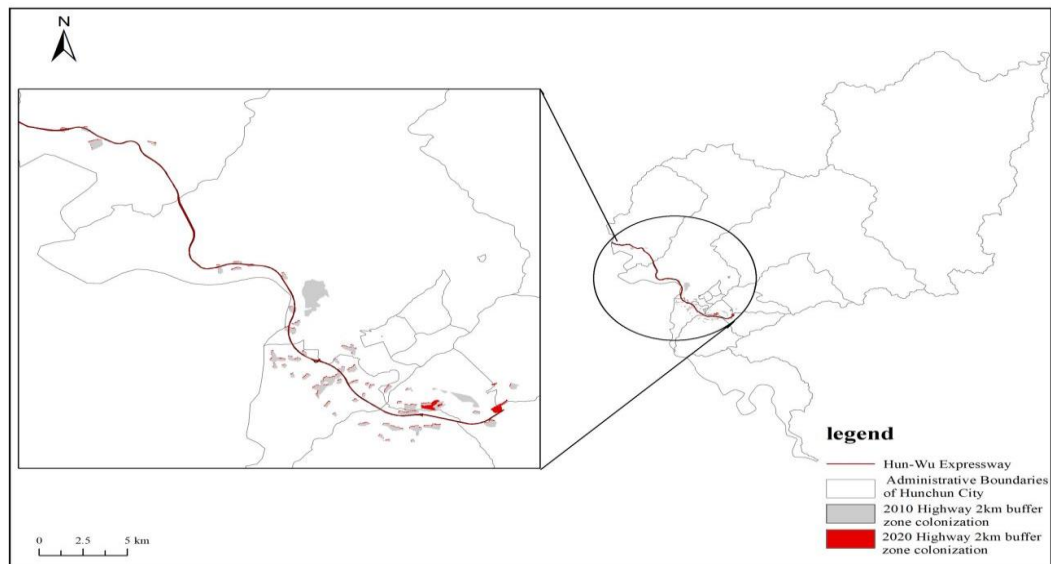 N
legend
Hun-Wu Expressway
Administrative Boundaries
of Hunchun City
2010 Highway 2km buffer
zone colonization
2020 Highway 2km buffer
zone colonization
0 2.5 5 km